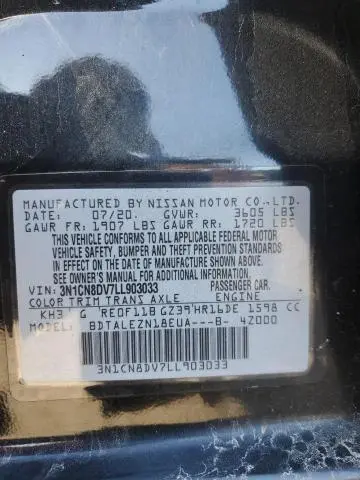 MANUFACTURED BY NISSAN MOTOR CO.,LTD.
DATE: 07/20. GVWR: 3605 LBS
GAWR FR: 1907 LBS GAWR RR: 1720 LBS
THIS VEHICLE CONFORMS TO ALL APPLICABLE FEDERAL MOTOR
VEHICLE SAFETY, BUMPER AND THEFT PREVENTION STANDARDS
IN EFFECT ON THE DATE OF MANUFACTURE SHOWN ABOVE.
SEE OWNERS MANUAL FOR ADDITIONAL INFORMATION
VIN: 3N1CN8DV7LL903033 PASSENGER CAR.
COLOR TRIM TRANS AXLE ENGINE
KH3 G RE0F11B GZ39 HR16DE 1598 CC
MODEL: BDTALEZN18EUA---B- 4Z000
3N1CN8DV7LL903033